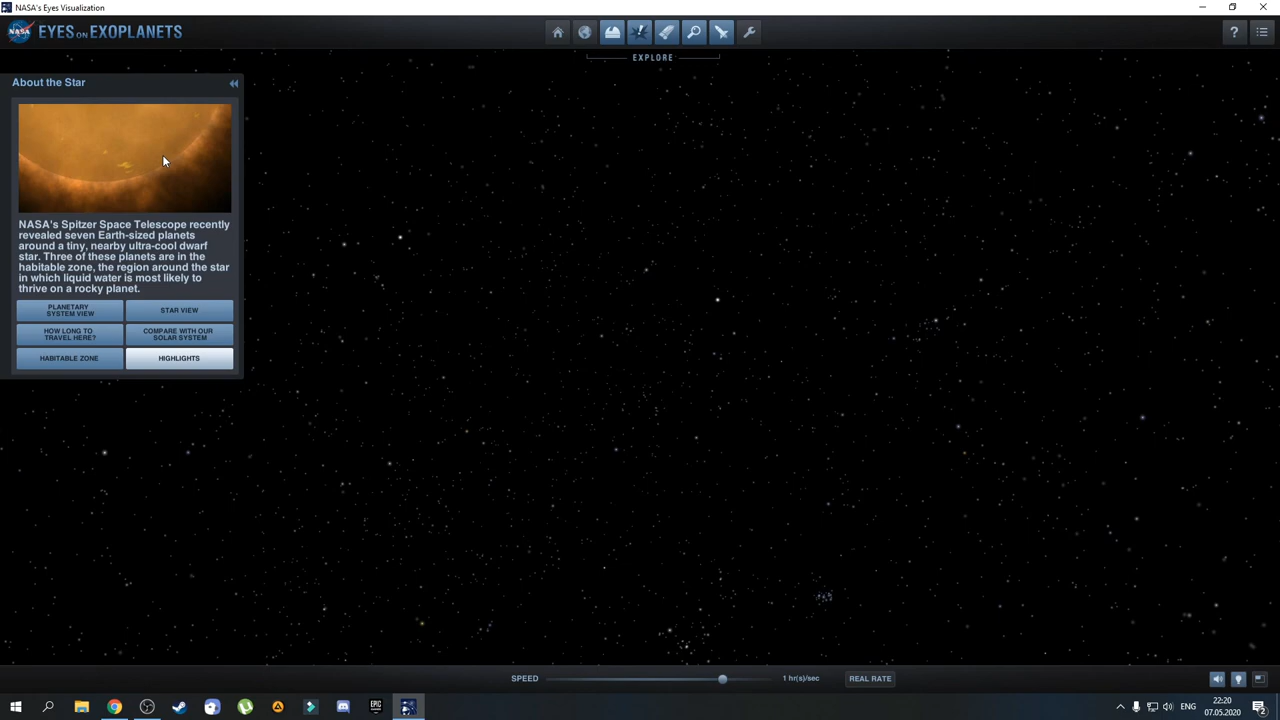 NASA's Eyes Visualization
NASA EYES ON EXOPLANETS
?
EXPLORE
About the Star
NASA's Spitzer Space Telescope recently
revealed seven Earth-sized planets
around a tiny, nearby ultra-cool dwarf
star. Three of these planets are in the
habitable zone, the region around the star
in which liquid water is most likely to
thrive on a rocky planet.
PLANETARY
SYSTEM VIEW
STAR VIEW
HOW LONG TO
TRAVEL HERE?
COMPARE WITH OUR
SOLAR SYSTEM
HABITABLE ZONE
HIGHLIGHTS
SPEED
1 hr(s)/sec
REAL RATE
EPIC
ENG
22:20
07.05.2020
2